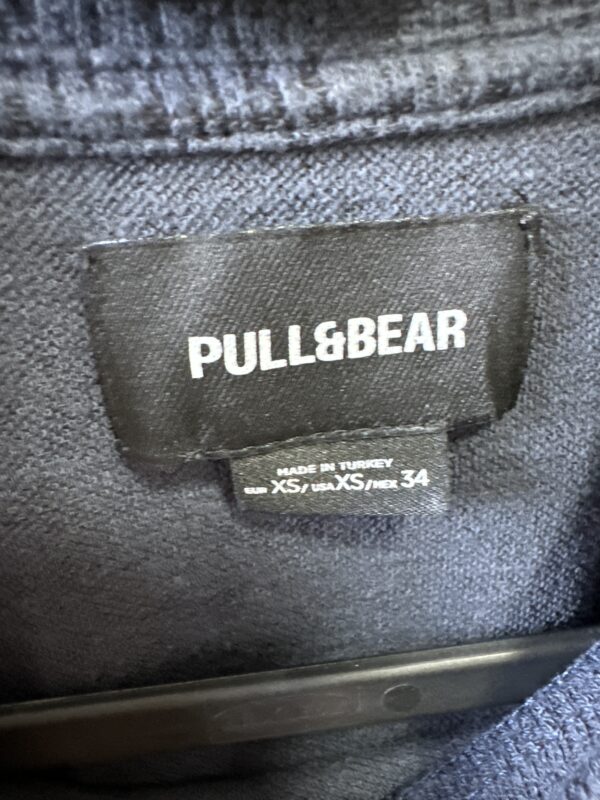 PULL&BEAR
MADE IN TURKEY
EUR XS/ USA XS/ MEX 34